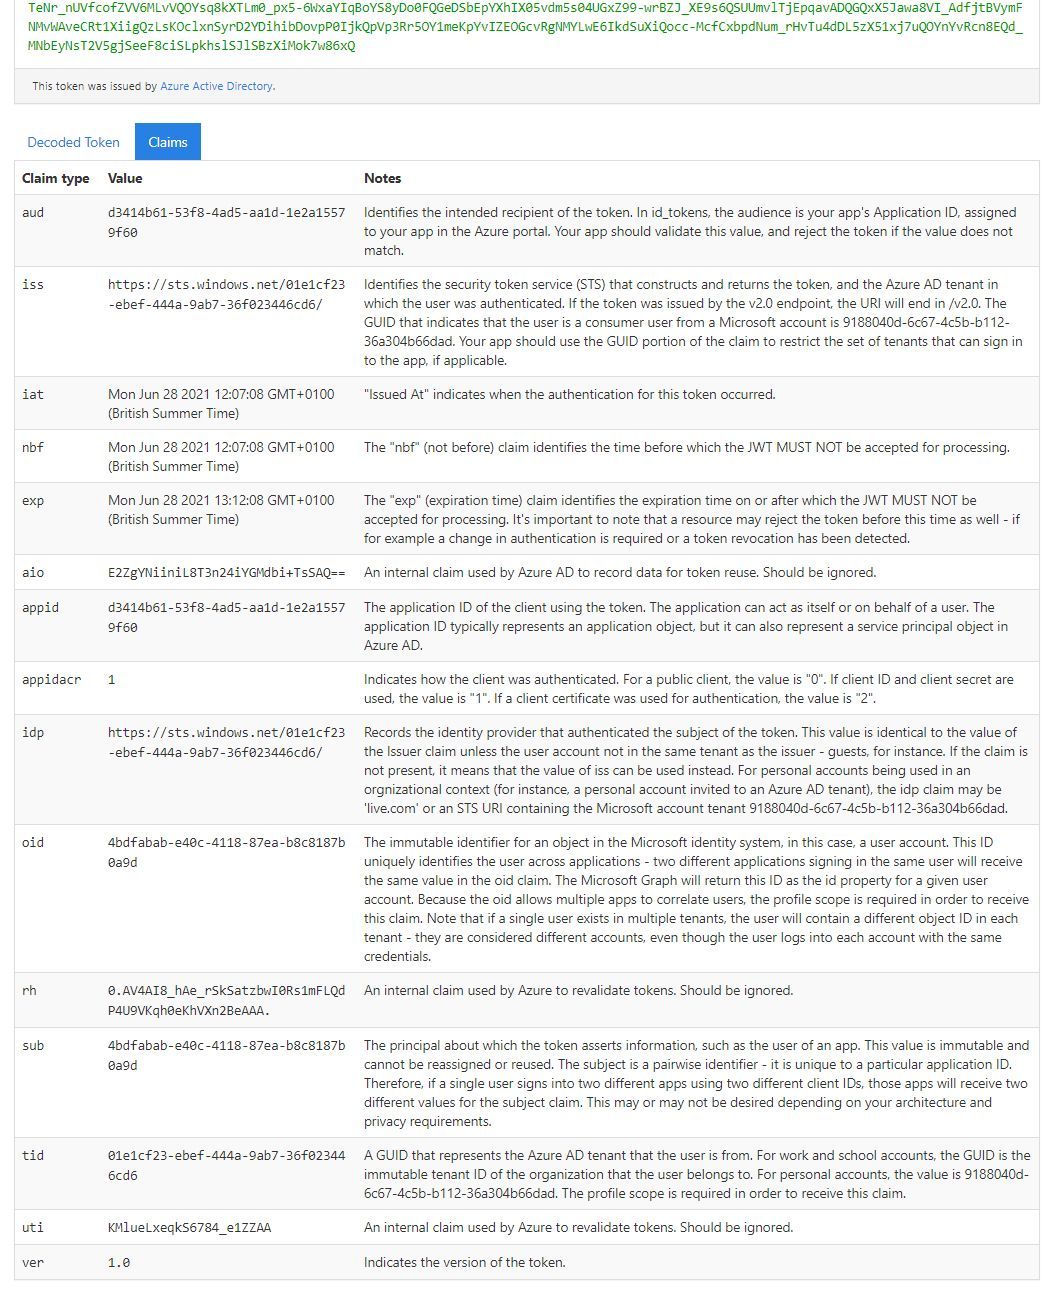 TeNr_nUVfcofZVV6MLvVQOYsq8kXTLm0_px5-6WxaYIqBoYS8yDo0FQGeDSbEpYXhIX05vdm5s04UGxZ99-wrBZJ_XE9s6QSUUmvlTjEpqavADQGQxX5Jawa8VI_AdfjtBVymF
NMvWAveCRt1XiigQzLsKOclxnSyrD2YDihibDovpP0IjkQpVp3Rr5OY1meKpYvIZEOGcvRgNMYLwE6IkdSuXiQocc-McfCxbpdNum_rHvTu4dDL5zX51xj7uQOYnYvRcn8EQd_
MNbEyNsT2V5gjSeeF8ciSLpkhslSJlSBzXiMok7w86xQ
This token was issued by Azure Active Directory.
Decoded Token Claims
Claim type Value Notes
aud d3414b61-53f8-4ad5-aa1d-1e2a1557 Identifies the intended recipient of the token. In id_tokens, the audience is your app's Application ID, assigned
9f60 to your app in the Azure portal. Your app should validate this value, and reject the token if the value does not
match.
iss https://sts.windows.net/01e1cf23 Identifies the security token service (STS) that constructs and returns the token, and the Azure AD tenant in
-ebef-444a-9ab7-36f023446cd6/ which the user was authenticated. If the token was issued by the v2.0 endpoint, the URI will end in /v2.0. The
GUID that indicates that the user is a consumer user from a Microsoft account is 9188040d-6c67-4c5b-b112-
36a304b66dad. Your app should use the GUID portion of the claim to restrict the set of tenants that can sign in
to the app, if applicable.
iat Mon Jun 28 2021 12:07:08 GMT+0100 "Issued At" indicates when the authentication for this token occurred.
(British Summer Time)
nbf Mon Jun 28 2021 12:07:08 GMT+0100 The "nbf" (not before) claim identifies the time before which the JWT MUST NOT be accepted for processing.
(British Summer Time)
exp Mon Jun 28 2021 13:12:08 GMT+0100 The "exp" (expiration time) claim identifies the expiration time on or after which the JWT MUST NOT be
(British Summer Time) accepted for processing. It's important to note that a resource may reject the token before this time as well - if
for example a change in authentication is required or a token revocation has been detected.
aio E2ZgYNiiniL8T3n24iYGMdbi+TsSAQ== An internal claim used by Azure AD to record data for token reuse. Should be ignored.
appid d3414b61-53f8-4ad5-aa1d-1e2a1557 The application ID of the client using the token. The application can act as itself or on behalf of a user. The
9f60 application ID typically represents an application object, but it can also represent a service principal object in
Azure AD.
appidacr 1 Indicates how the client was authenticated. For a public client, the value is "0". If client ID and client secret are
used, the value is "1". If a client certificate was used for authentication, the value is "2".
idp https://sts.windows.net/01e1cf23 Records the identity provider that authenticated the subject of the token. This value is identical to the value of
-ebef-444a-9ab7-36f023446cd6/ the Issuer claim unless the user account not in the same tenant as the issuer - guests, for instance. If the claim is
not present, it means that the value of iss can be used instead. For personal accounts being used in an
orgnizational context (for instance, a personal account invited to an Azure AD tenant), the idp claim may be
'live.com' or an STS URI containing the Microsoft account tenant 9188040d-6c67-4c5b-b112-36a304b66dad.
oid 4bdfabab-e40c-4118-87ea-b8c8187b The immutable identifier for an object in the Microsoft identity system, in this case, a user account. This ID
0a9d uniquely identifies the user across applications - two different applications signing in the same user will receive
the same value in the oid claim. The Microsoft Graph will return this ID as the id property for a given user
account. Because the oid allows multiple apps to correlate users, the profile scope is required in order to receive
this claim. Note that if a single user exists in multiple tenants, the user will contain a different object ID in each
tenant - they are considered different accounts, even though the user logs into each account with the same
credentials.
rh 0.AV4AI8_hAe_rSkSatzbwI0Rs1mFLQd An internal claim used by Azure to revalidate tokens. Should be ignored.
P4U9VKqh0eKhVXn2BeAAA.
sub 4bdfabab-e40c-4118-87ea-b8c8187b The principal about which the token asserts information, such as the user of an app. This value is immutable and
0a9d cannot be reassigned or reused. The subject is a pairwise identifier - it is unique to a particular application ID.
Therefore, if a single user signs into two different apps using two different client IDs, those apps will receive two
different values for the subject claim. This may or may not be desired depending on your architecture and
privacy requirements.
tid 01e1cf23-ebef-444a-9ab7-36f02344 A GUID that represents the Azure AD tenant that the user is from. For work and school accounts, the GUID is the
6cd6 immutable tenant ID of the organization that the user belongs to. For personal accounts, the value is 9188040d-
6c67-4c5b-b112-36a304b66dad. The profile scope is required in order to receive this claim.
uti KMlueLxeqkS6784_e1ZZAA An internal claim used by Azure to revalidate tokens. Should be ignored.
ver 1.0 Indicates the version of the token.